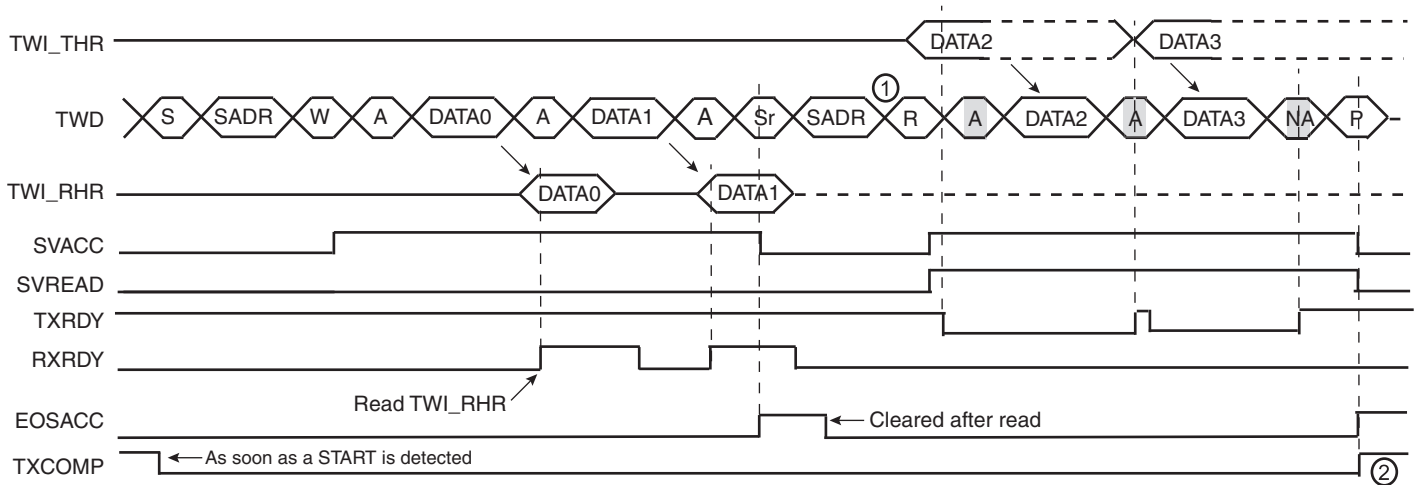 TWI_THR DATA2 DATA3
①
TWD S SADR W A DATA0 A DATA1 A Sr SADR R A DATA2 A DATA3 NA P
TWI_RHR DATA0 DATA1
SVACC
SVREAD
TXRDY
RXRDY
Read TWI_RHR
EOSACC Cleared after read
TXCOMP As soon as a START is detected ②